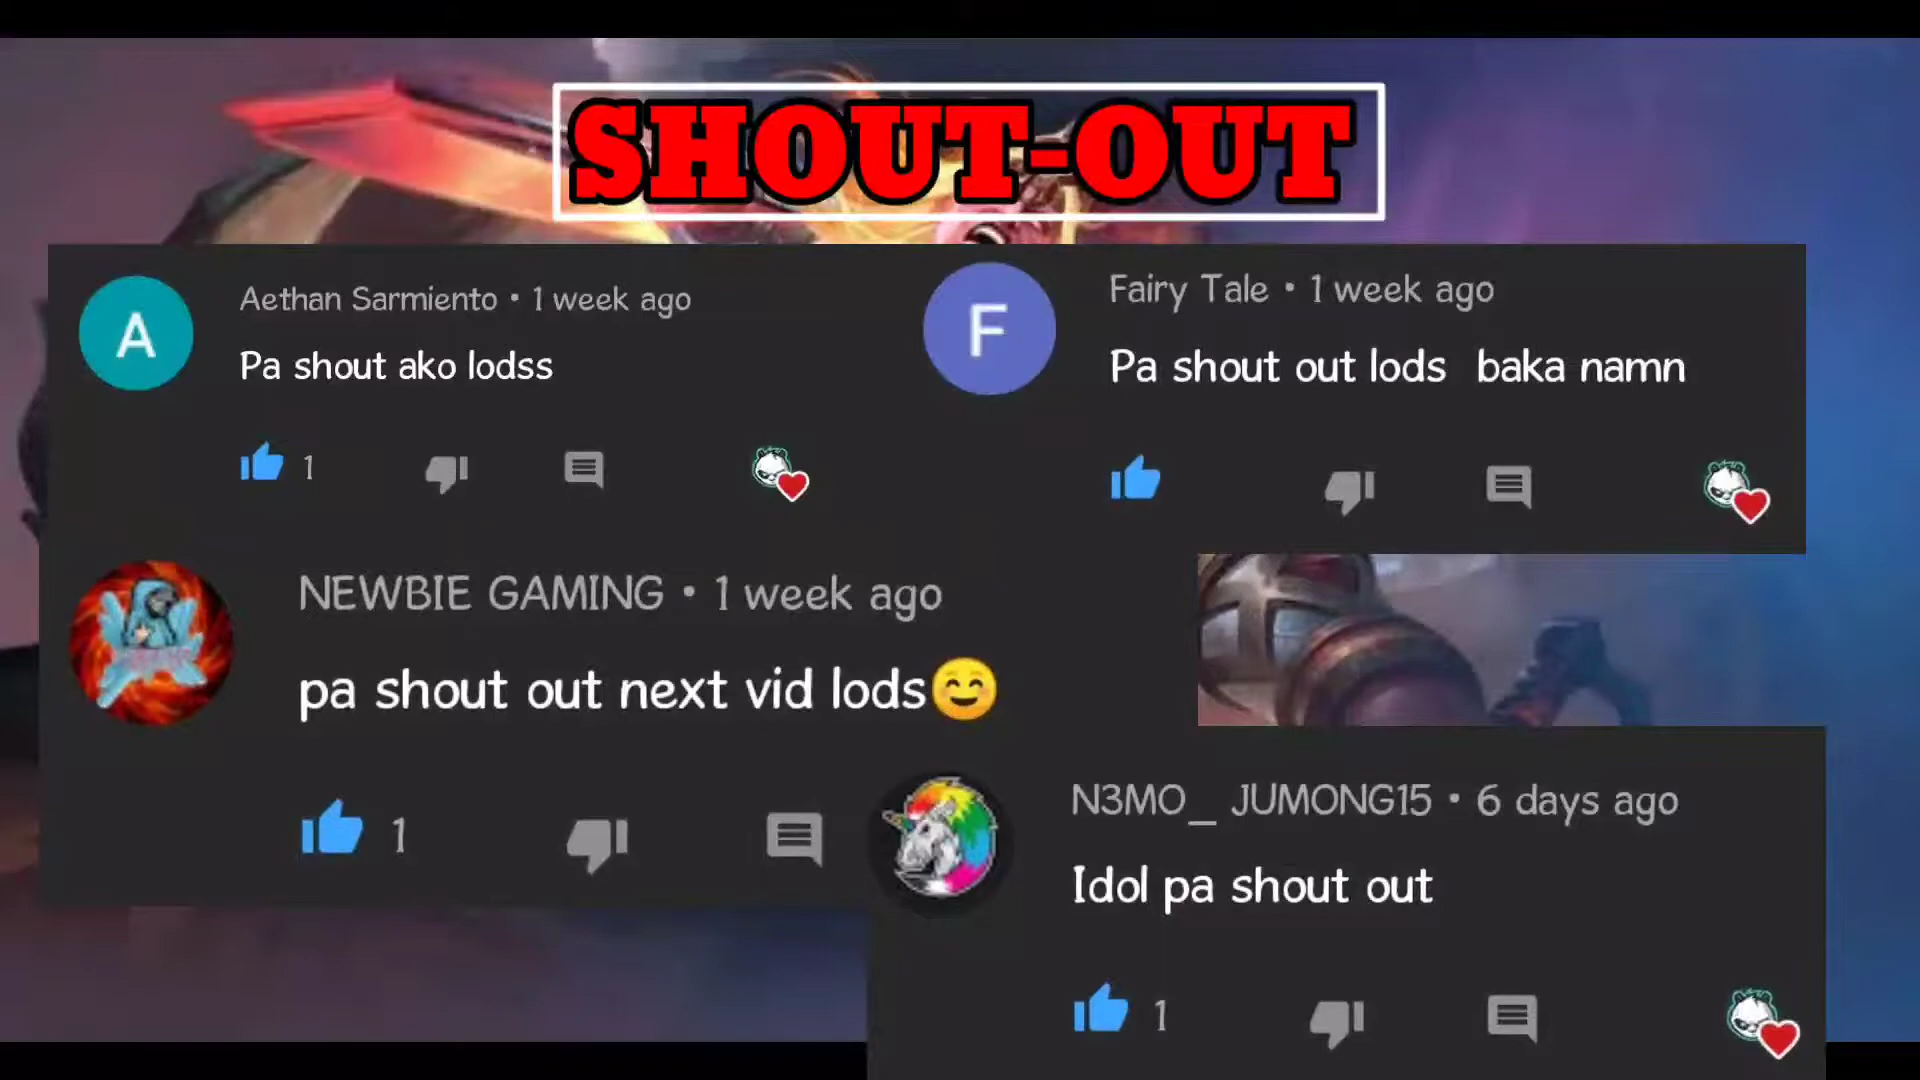 SHOUT-OUT
A
Aethan Sarmiento • 1 week ago
Pa shout ako lodss
1
F
Fairy Tale • 1 week ago
Pa shout out lods baka namn
NEWBIE GAMING • 1 week ago
pa shout out next vid lods😊
1
N3MO_ JUMONG15 • 6 days ago
Idol pa shout out
1